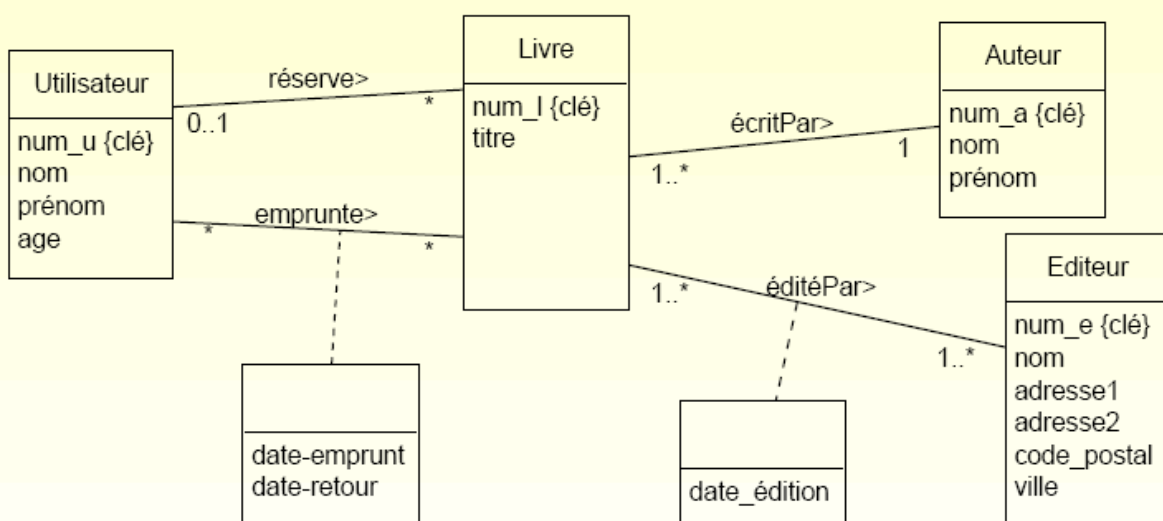 Utilisateur
num_u {clé}
nom
prénom
age
réserve>
0..1
*
emprunte>
*
*
date-emprunt
date-retour
Livre
num_l {clé}
titre
écritPar>
1..*
1
éditéPar>
1..*
1..*
date_édition
Auteur
num_a {clé}
nom
prénom
Editeur
num_e {clé}
nom
adresse1
adresse2
code_postal
ville